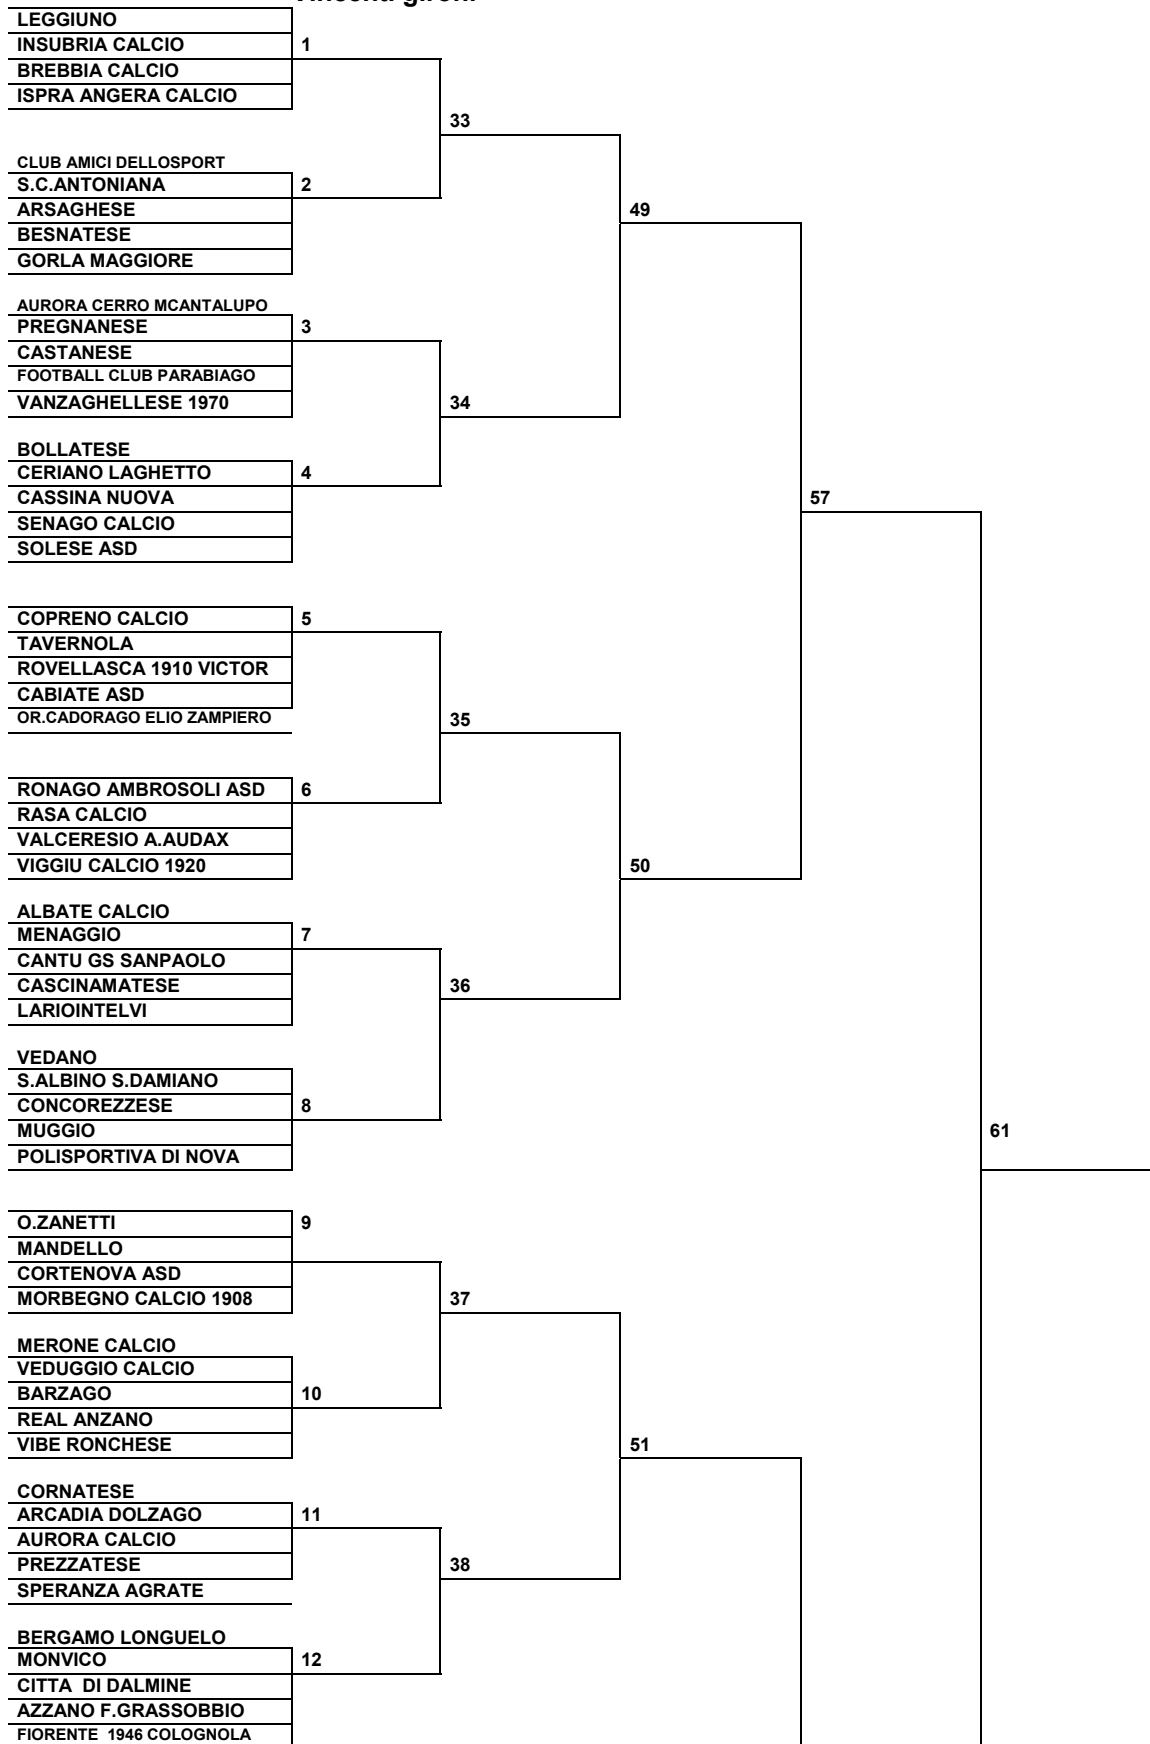 LEGGIUNO
INSUBRIA CALCIO 1
BREBBIA CALCIO
ISPRA ANGERA CALCIO
33
CLUB AMICI DELLOSPORT
S.C.ANTONIANA 2
ARSAGHESE 49
BESNATESE
GORLA MAGGIORE
AURORA CERRO MCANTALUPO
PREGNANESE 3
CASTANESE
FOOTBALL CLUB PARABIAGO
VANZAGHELLESE 1970 34
BOLLATESE
CERIANO LAGHETTO 4
CASSINA NUOVA 57
SENAGO CALCIO
SOLESE ASD
COPRENO CALCIO 5
TAVERNOLA
ROVELLASCA 1910 VICTOR
CABIATE ASD
OR.CADORAGO ELIO ZAMPIERO 35
RONAGO AMBROSOLI ASD 6
RASA CALCIO
VALCERESIO A.AUDAX
VIGGIU CALCIO 1920 50
ALBATE CALCIO
MENAGGIO 7
CANTU GS SANPAOLO
CASCINAMATESE 36
LARIOINTELVI
VEDANO
S.ALBINO S.DAMIANO
CONCOREZZESE 8
MUGGIO 61
POLISPORTIVA DI NOVA
O.ZANETTI 9
MANDELLO
CORTENOVA ASD
MORBEGNO CALCIO 1908 37
MERONE CALCIO
VEDUGGIO CALCIO
BARZAGO 10
REAL ANZANO
VIBE RONCHESE 51
CORNATESE
ARCADIA DOLZAGO 11
AURORA CALCIO
PREZZATESE 38
SPERANZA AGRATE
BERGAMO LONGUELO
MONVICO 12
CITTA DI DALMINE
AZZANO F.GRASSOBBIO
FIORENTE 1946 COLOGNOLA